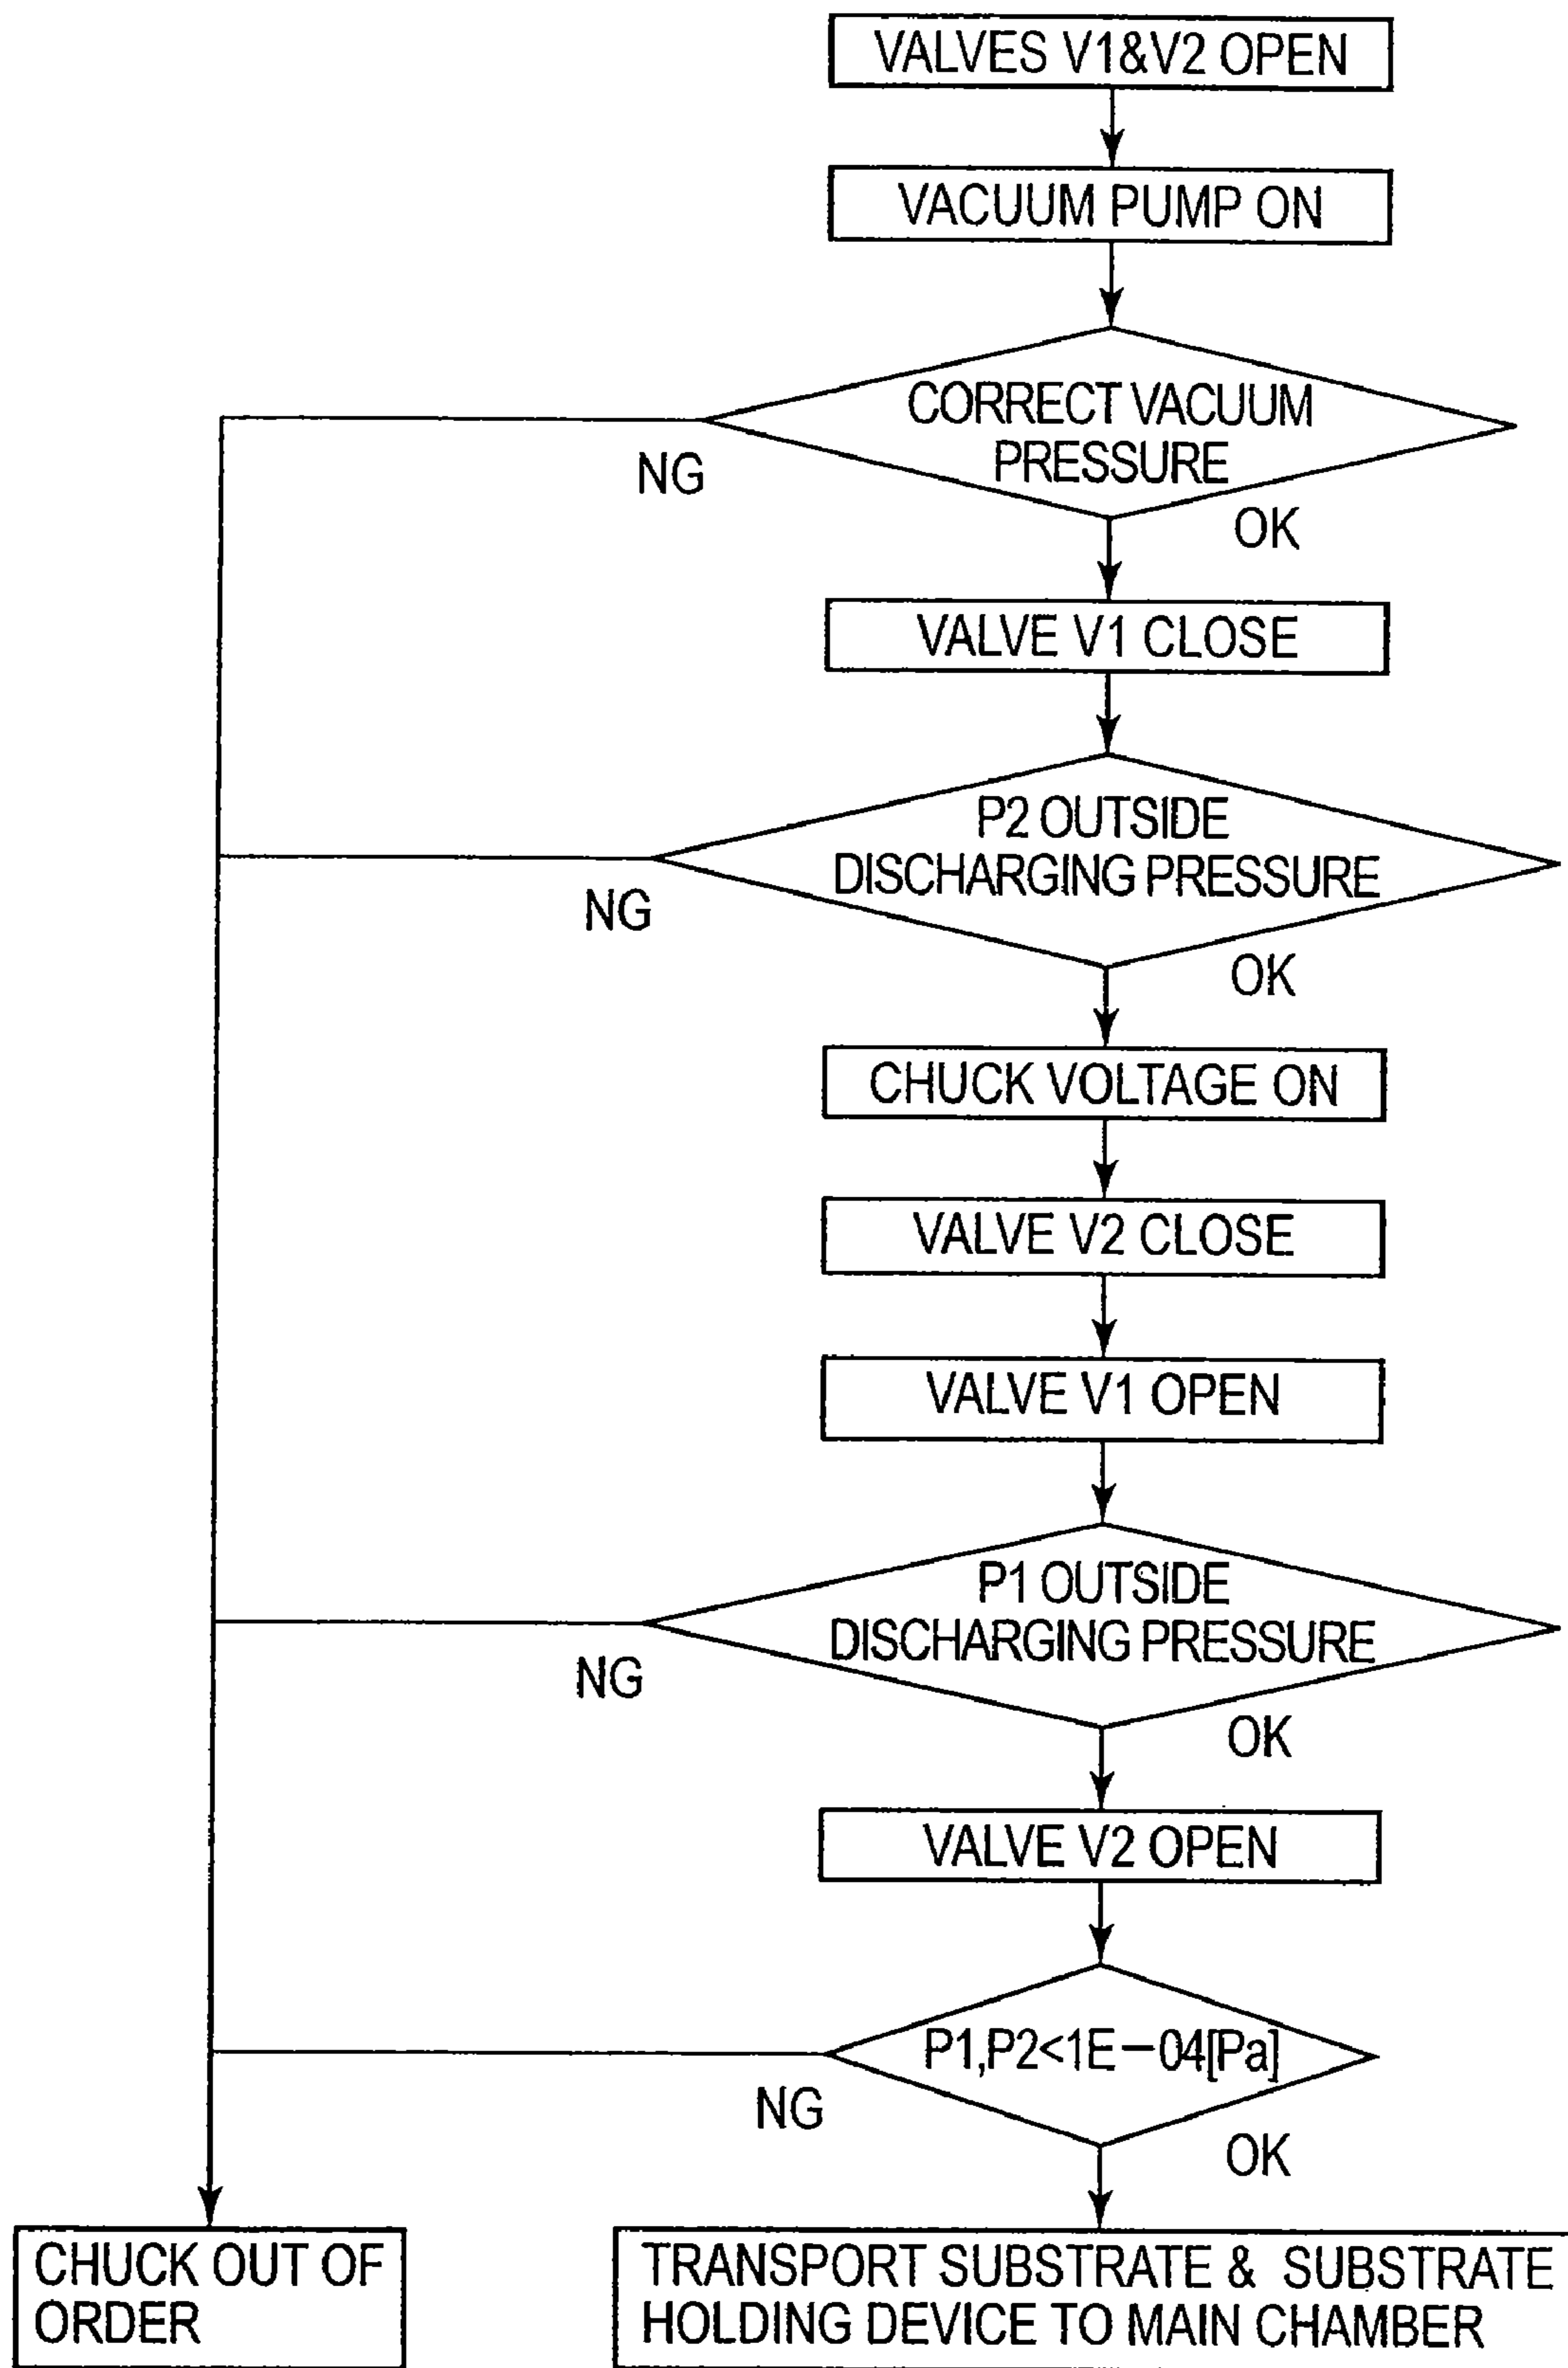 VALVES V1&V2 OPEN
VACUUM PUMP ON
CORRECT VACUUM
PRESSURE
NG
OK
VALVE V1 CLOSE
P2 OUTSIDE
DISCHARGING PRESSURE
NG
OK
CHUCK VOLTAGE ON
VALVE V2 CLOSE
VALVE V1 OPEN
P1 OUTSIDE
DISCHARGING PRESSURE
NG
OK
VALVE V2 OPEN
P1,P2<1E−04[Pa]
NG
OK
CHUCK OUT OF
ORDER
TRANSPORT SUBSTRATE & SUBSTRATE
HOLDING DEVICE TO MAIN CHAMBER